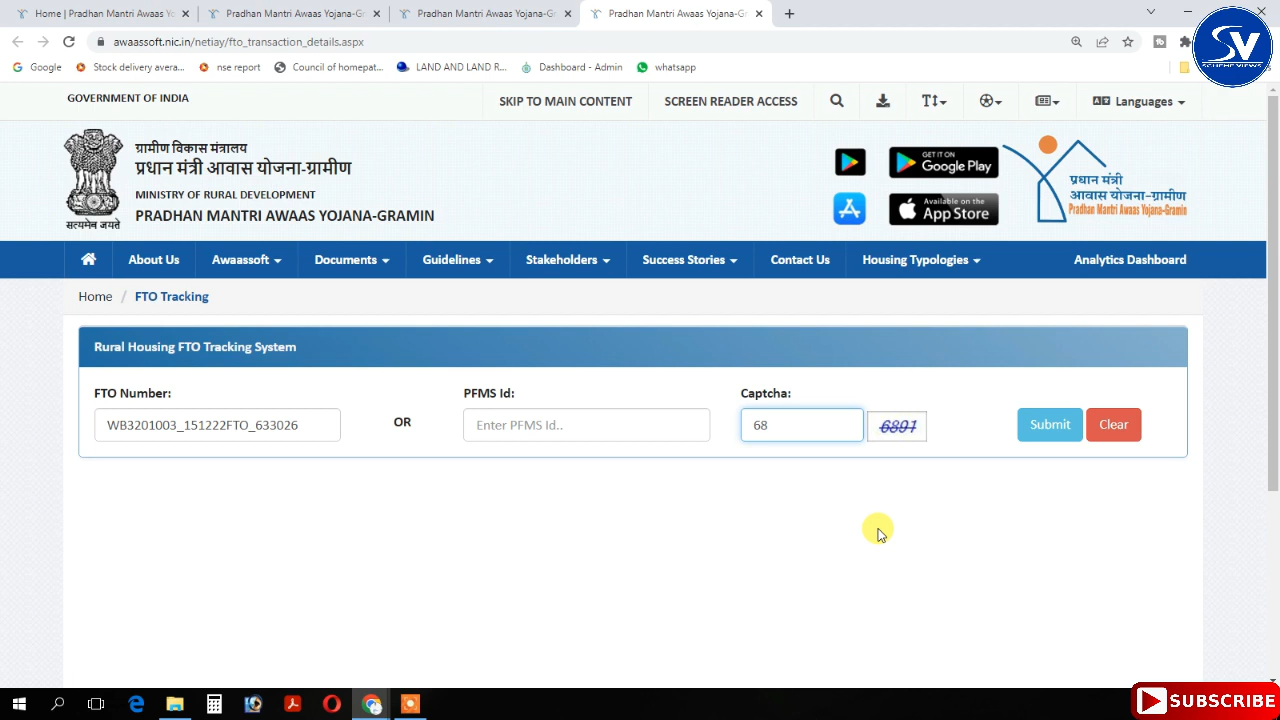 Home | Pradhan Mantri Awaas Yo
Pradhan Mantri Awaas Yojana-G
Pradhan Mantri Awaas Yojana-G
Pradhan Mantri Awaas Yojana-G
awaassoft.nic.in/netiay/fto_transaction_details.aspx
Google
Stock delivery avera...
nse report
Council of homepat...
LAND AND LAND R...
Dashboard - Admin
whatsapp
SV
SCHEME VIEWS
GOVERNMENT OF INDIA
SKIP TO MAIN CONTENT
SCREEN READER ACCESS
Languages
ग्रामीण विकास मंत्रालय
प्रधान मंत्री आवास योजना-ग्रामीण
MINISTRY OF RURAL DEVELOPMENT
PRADHAN MANTRI AWAAS YOJANA-GRAMIN
सत्यमेव जयते
GET IT ON
Google Play
Available on the
App Store
प्रधान मंत्री
आवास योजना-ग्रामीण
Pradhan Mantri Awaas Yojana-Gramin
About Us
Awaassoft
Documents
Guidelines
Stakeholders
Success Stories
Contact Us
Housing Typologies
Analytics Dashboard
Home / FTO Tracking
Rural Housing FTO Tracking System
FTO Number:
PFMS Id:
Captcha:
WB3201003_151222FTO_633026
OR
Enter PFMS Id..
68
6891
Submit
Clear
SUBSCRIBE